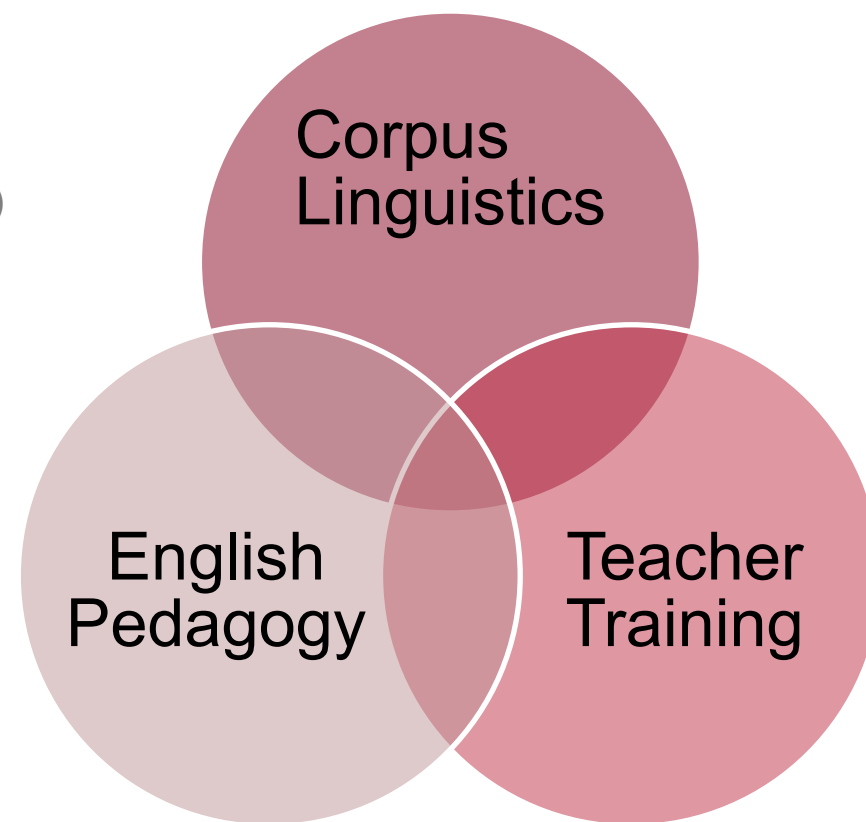 Corpus
Linguistics
English
Pedagogy
Teacher
Training